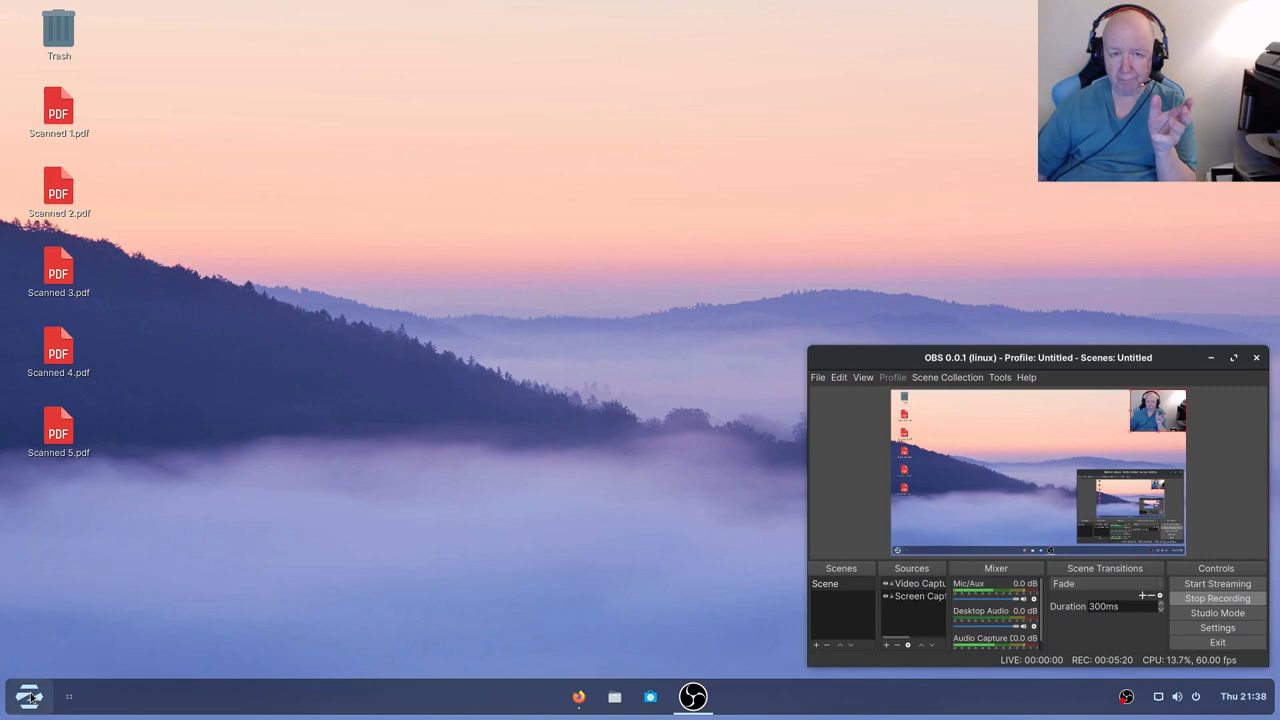 Trash
Scanned 1.pdf
Scanned 2.pdf
Scanned 3.pdf
Scanned 4.pdf
Scanned 5.pdf
PDF
PDF
PDF
PDF
PDF
OBS 0.0.1 (linux) - Profile: Untitled - Scenes: Untitled
File Edit View Profile Scene Collection Tools Help
Scenes Sources Mixer Scene Transitions Controls
Scene
Video Captu
Screen Cap
Mic/Aux 0.0 dB
Desktop Audio 0.0 dB
Audio Capture [ 0.0 dB
Fade
Duration 300ms
Start Streaming
Stop Recording
Studio Mode
Settings
Exit
LIVE: 00:00:00 REC: 00:05:20 CPU: 13.7%, 60.00 fps
Thu 21:38